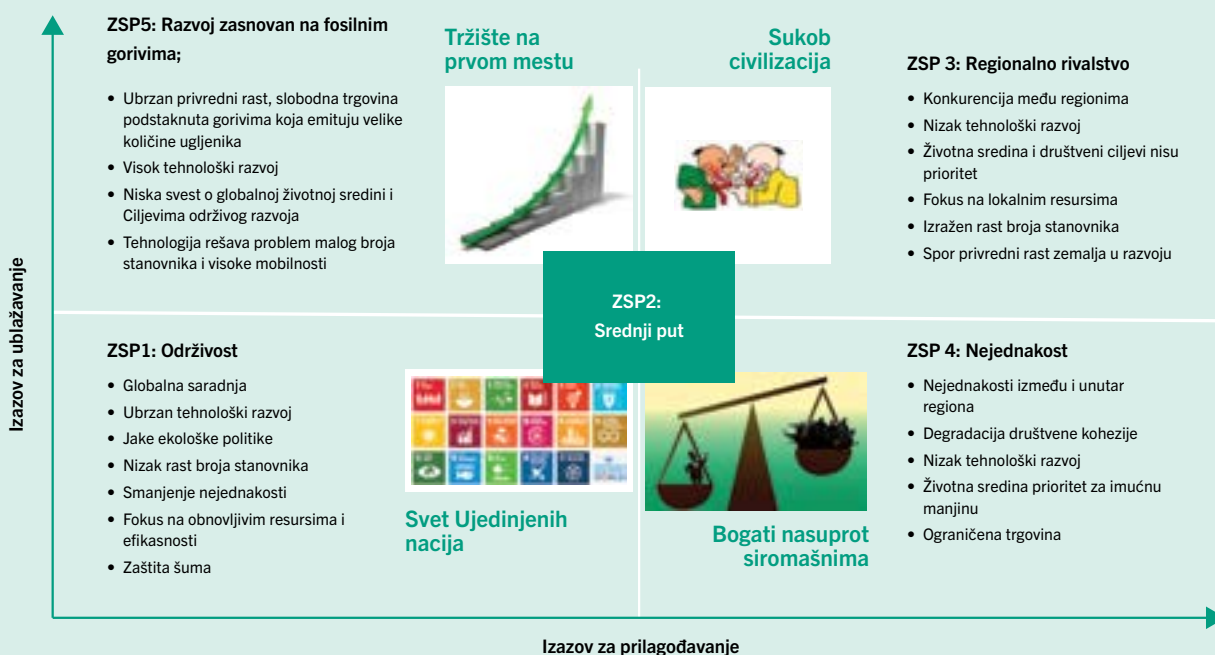 ZSP5: Razvoj zasnovan na fosilnim
gorivima;
• Ubrzan privredni rast, slobodna trgovina
podstaknuta gorivima koja emituju velike
količine ugljenika
• Visok tehnološki razvoj
• Niska svest o globalnoj životnoj sredini i
Ciljevima održivog razvoja
• Tehnologija rešava problem malog broja
stanovnika i visoke mobilnosti
Tržište na
prvom mestu
Sukob
civilizacija
ZSP 3: Regionalno rivalstvo
• Konkurencija među regionima
• Nizak tehnološki razvoj
• Životna sredina i društveni ciljevi nisu
prioritet
• Fokus na lokalnim resursima
• Izražen rast broja stanovnika
• Spor privredni rast zemalja u razvoju
ZSP2:
Srednji put
ZSP1: Održivost
• Globalna saradnja
• Ubrzan tehnološki razvoj
• Jake ekološke politike
• Nizak rast broja stanovnika
• Smanjenje nejednakosti
• Fokus na obnovljivim resursima i
efikasnosti
• Zaštita šuma
Svet Ujedinjenih
nacija
Bogati nasuprot
siromašnima
ZSP 4: Nejednakost
• Nejednakosti između i unutar
regiona
• Degradacija društvene kohezije
• Nizak tehnološki razvoj
• Životna sredina prioritet za imućnu
manjinu
• Ograničena trgovina
Izazov za ublažavanje
Izazov za prilagođavanje